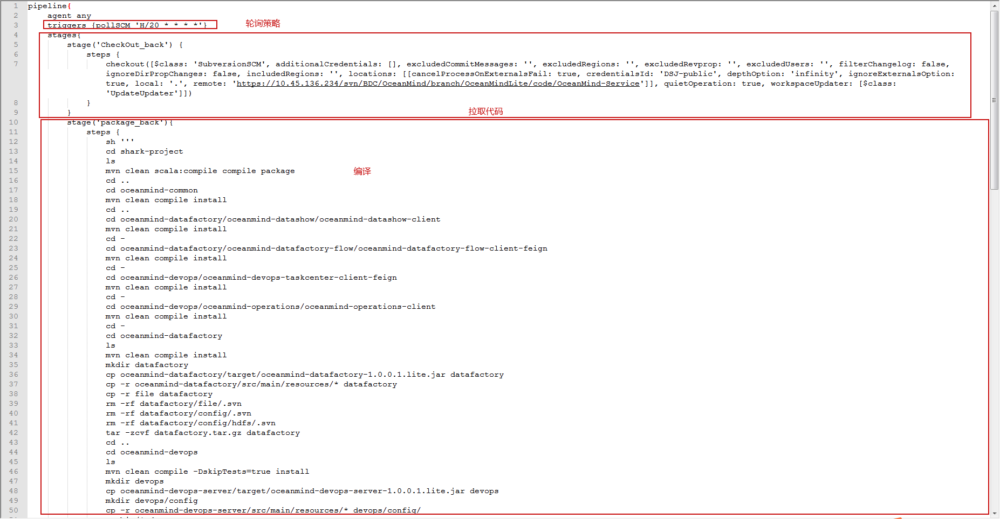 1 pipeline{
2 agent any
3 triggers {pollSCM 'H/20 * * * *'} 轮询策略
4 stages{
5 stage('CheckOut_back') {
6 steps {
7 checkout([$class: 'SubversionSCM', additionalCredentials: [], excludedCommitMessages: '', excludedRegions: '', excludedRevprop: '', excludedUsers: '', filterChangelog: false,
ignoreDirPropChanges: false, includedRegions: '', locations: [[cancelProcessOnExternalsFail: true, credentialsId: 'DSJ-public', depthOption: 'infinity', ignoreExternalsOption:
true, local: '.', remote: 'https://10.45.136.234/svn/BDC/OceanMind/branch/OceanMindLite/code/OceanMind-Service']], quietOperation: true, workspaceUpdater: [$class:
'UpdateUpdater']])
8 }
9 } 拉取代码
10 stage('package_back'){
11 steps {
12 sh '''
13 cd shark-project
14 ls
15 mvn clean scala:compile compile package 编译
16 cd ..
17 cd oceanmind-common
18 mvn clean compile install
19 cd ..
20 cd oceanmind-datafactory/oceanmind-datashow/oceanmind-datashow-client
21 mvn clean compile install
22 cd -
23 cd oceanmind-datafactory/oceanmind-datafactory-flow/oceanmind-datafactory-flow-client-feign
24 mvn clean compile install
25 cd -
26 cd oceanmind-devops/oceanmind-devops-taskcenter-client-feign
27 mvn clean compile install
28 cd -
29 cd oceanmind-devops/oceanmind-operations/oceanmind-operations-client
30 mvn clean compile install
31 cd -
32 cd oceanmind-datafactory
33 ls
34 mvn clean compile install
35 mkdir datafactory
36 cp oceanmind-datafactory/target/oceanmind-datafactory-1.0.0.1.lite.jar datafactory
37 cp -r oceanmind-datafactory/src/main/resources/* datafactory
38 cp -r file datafactory
39 rm -rf datafactory/file/.svn
40 rm -rf datafactory/config/.svn
41 rm -rf datafactory/config/hdfs/.svn
42 tar -zcvf datafactory.tar.gz datafactory
43 cd ..
44 cd oceanmind-devops
45 ls
46 mvn clean compile -DskipTests=true install
47 mkdir devops
48 cp oceanmind-devops-server/target/oceanmind-devops-server-1.0.0.1.lite.jar devops
49 mkdir devops/config
50 cp -r oceanmind-devops-server/src/main/resources/* devops/config/